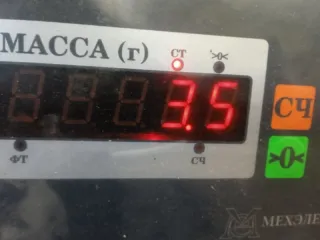 МАССА (г)
СТ >0<
3.5
СЧ
ФТ СЧ
>0<
МЕХЭЛЕ